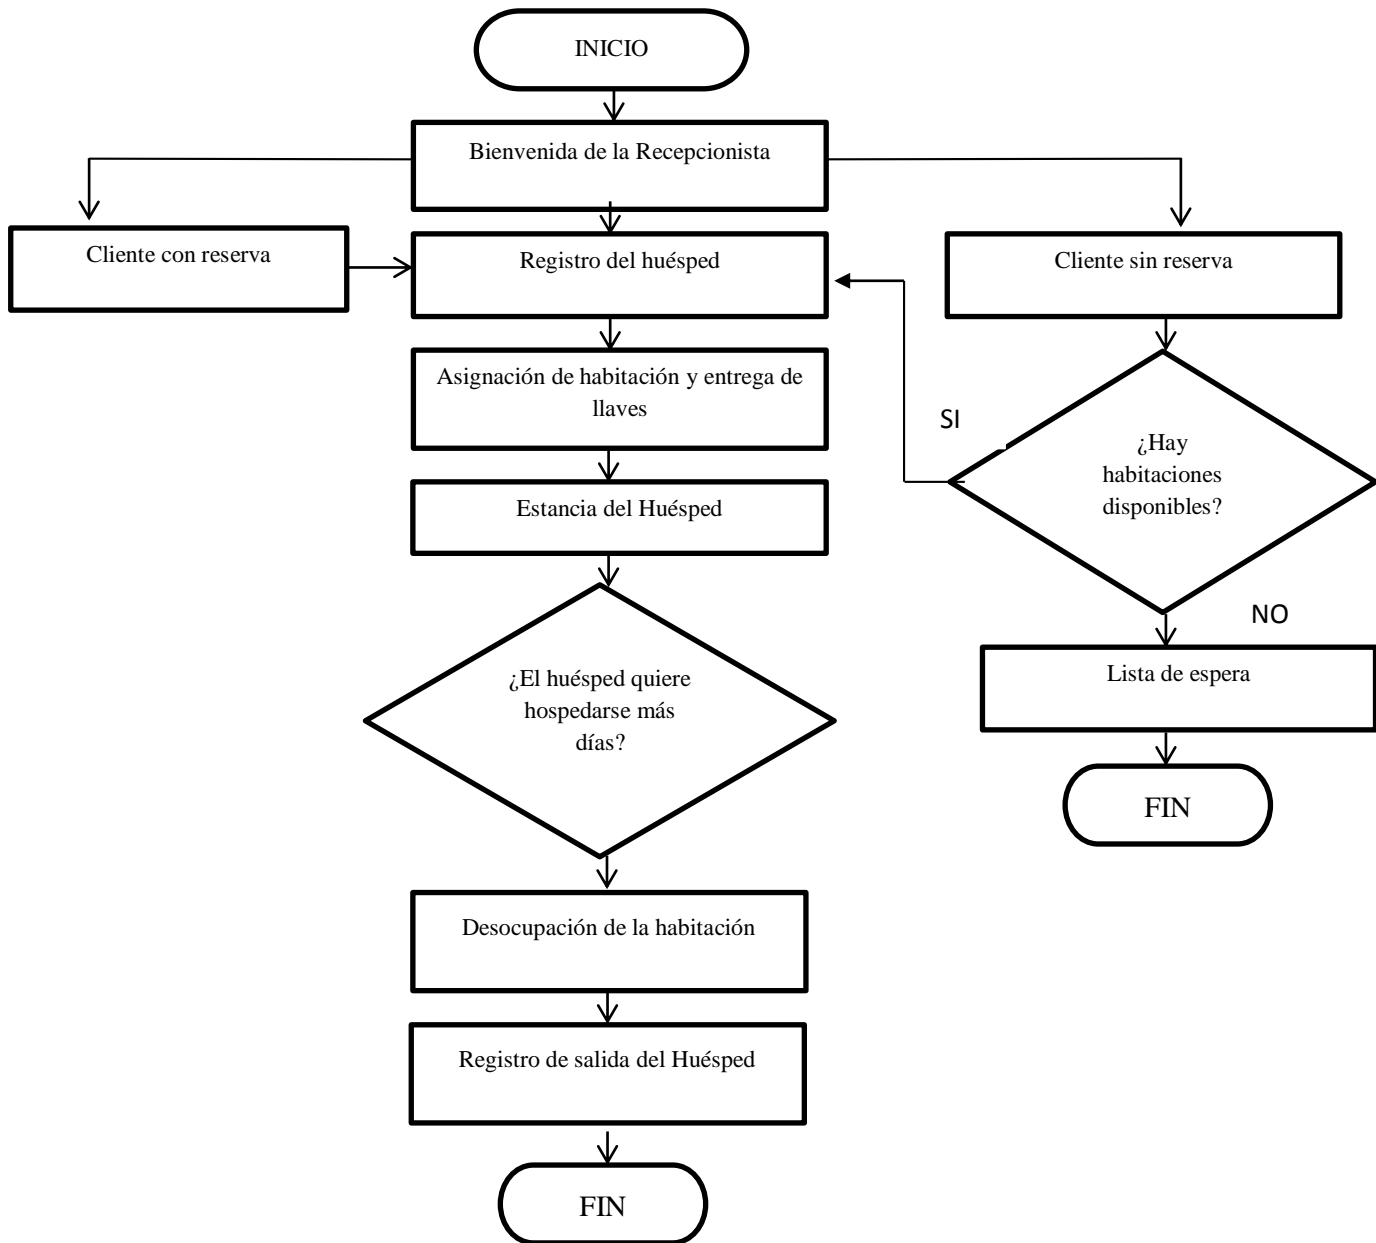 INICIO
Bienvenida de la Recepcionista
Cliente con reserva
Registro del huésped
Cliente sin reserva
Asignación de habitación y entrega de
llaves
SI
¿Hay
habitaciones
disponibles?
Estancia del Huésped
NO
¿El huésped quiere
hospedarse más
días?
Lista de espera
FIN
Desocupación de la habitación
Registro de salida del Huésped
FIN